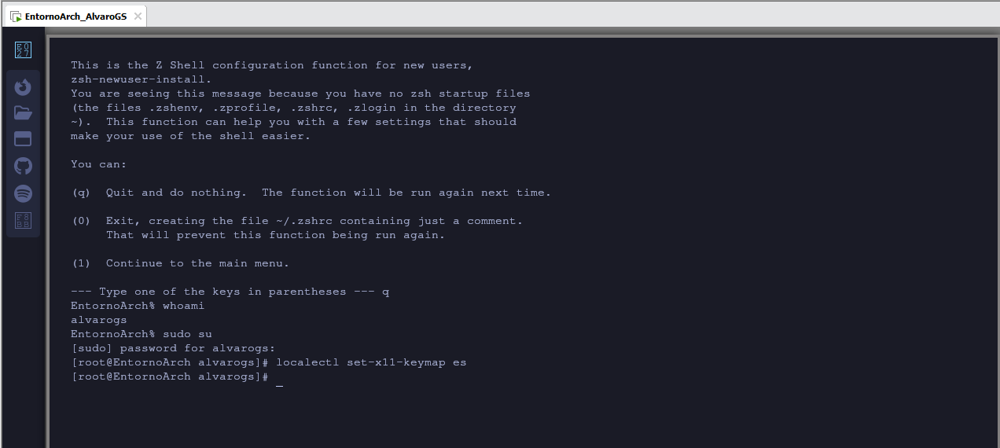 EntornoArch_AlvaroGS
E0
27
This is the Z Shell configuration function for new users,
zsh-newuser-install.
You are seeing this message because you have no zsh startup files
(the files .zshenv, .zprofile, .zshrc, .zlogin in the directory
~).  This function can help you with a few settings that should
make your use of the shell easier.
You can:
(q)  Quit and do nothing.  The function will be run again next time.
(0)  Exit, creating the file ~/.zshrc containing just a comment.
     That will prevent this function being run again.
(1)  Continue to the main menu.
--- Type one of the keys in parentheses --- q
EntornoArch% whoami
alvarogs
EntornoArch% sudo su
[sudo] password for alvarogs:
[root@EntornoArch alvarogs]# localectl set-x11-keymap es
[root@EntornoArch alvarogs]# _
F8
BB